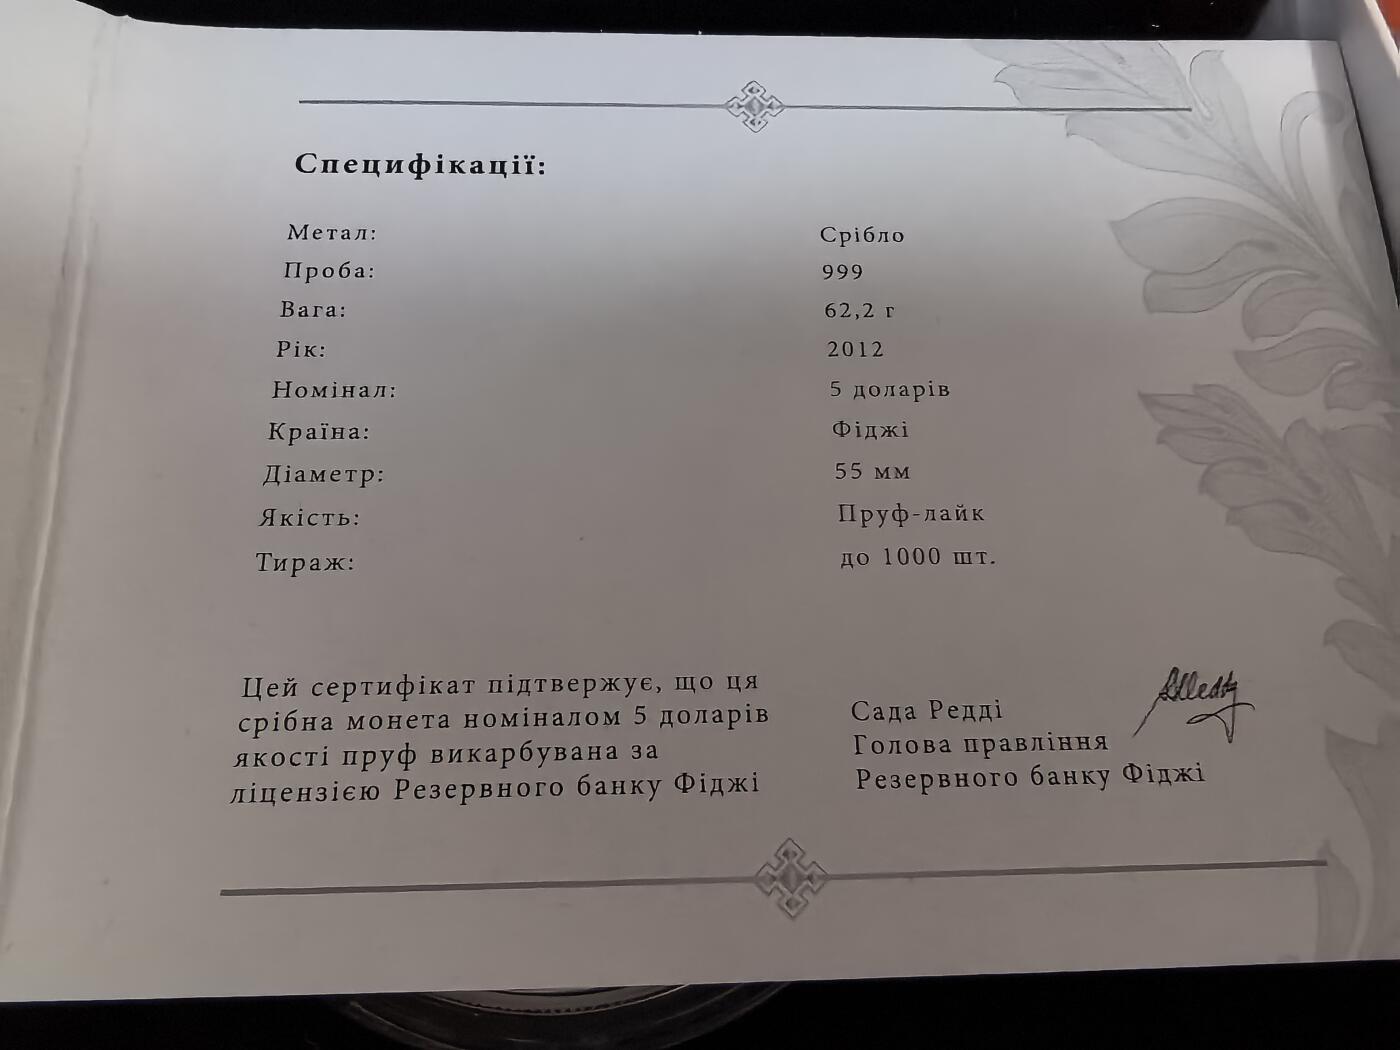 Специфікації:
Метал: Срібло
Проба: 999
Вага: 62,2 г
Рік: 2012
Номінал: 5 доларів
Країна: Фіджі
Діаметр: 55 мм
Якість: Пруф-лайк
Тираж: до 1000 шт.
Цей сертифікат підтвержує, що ця
срібна монета номіналом 5 доларів
якості пруф викарбувана за
ліцензією Резервного банку Фіджі
Сада Редді
Голова правління
Резервного банку Фіджі